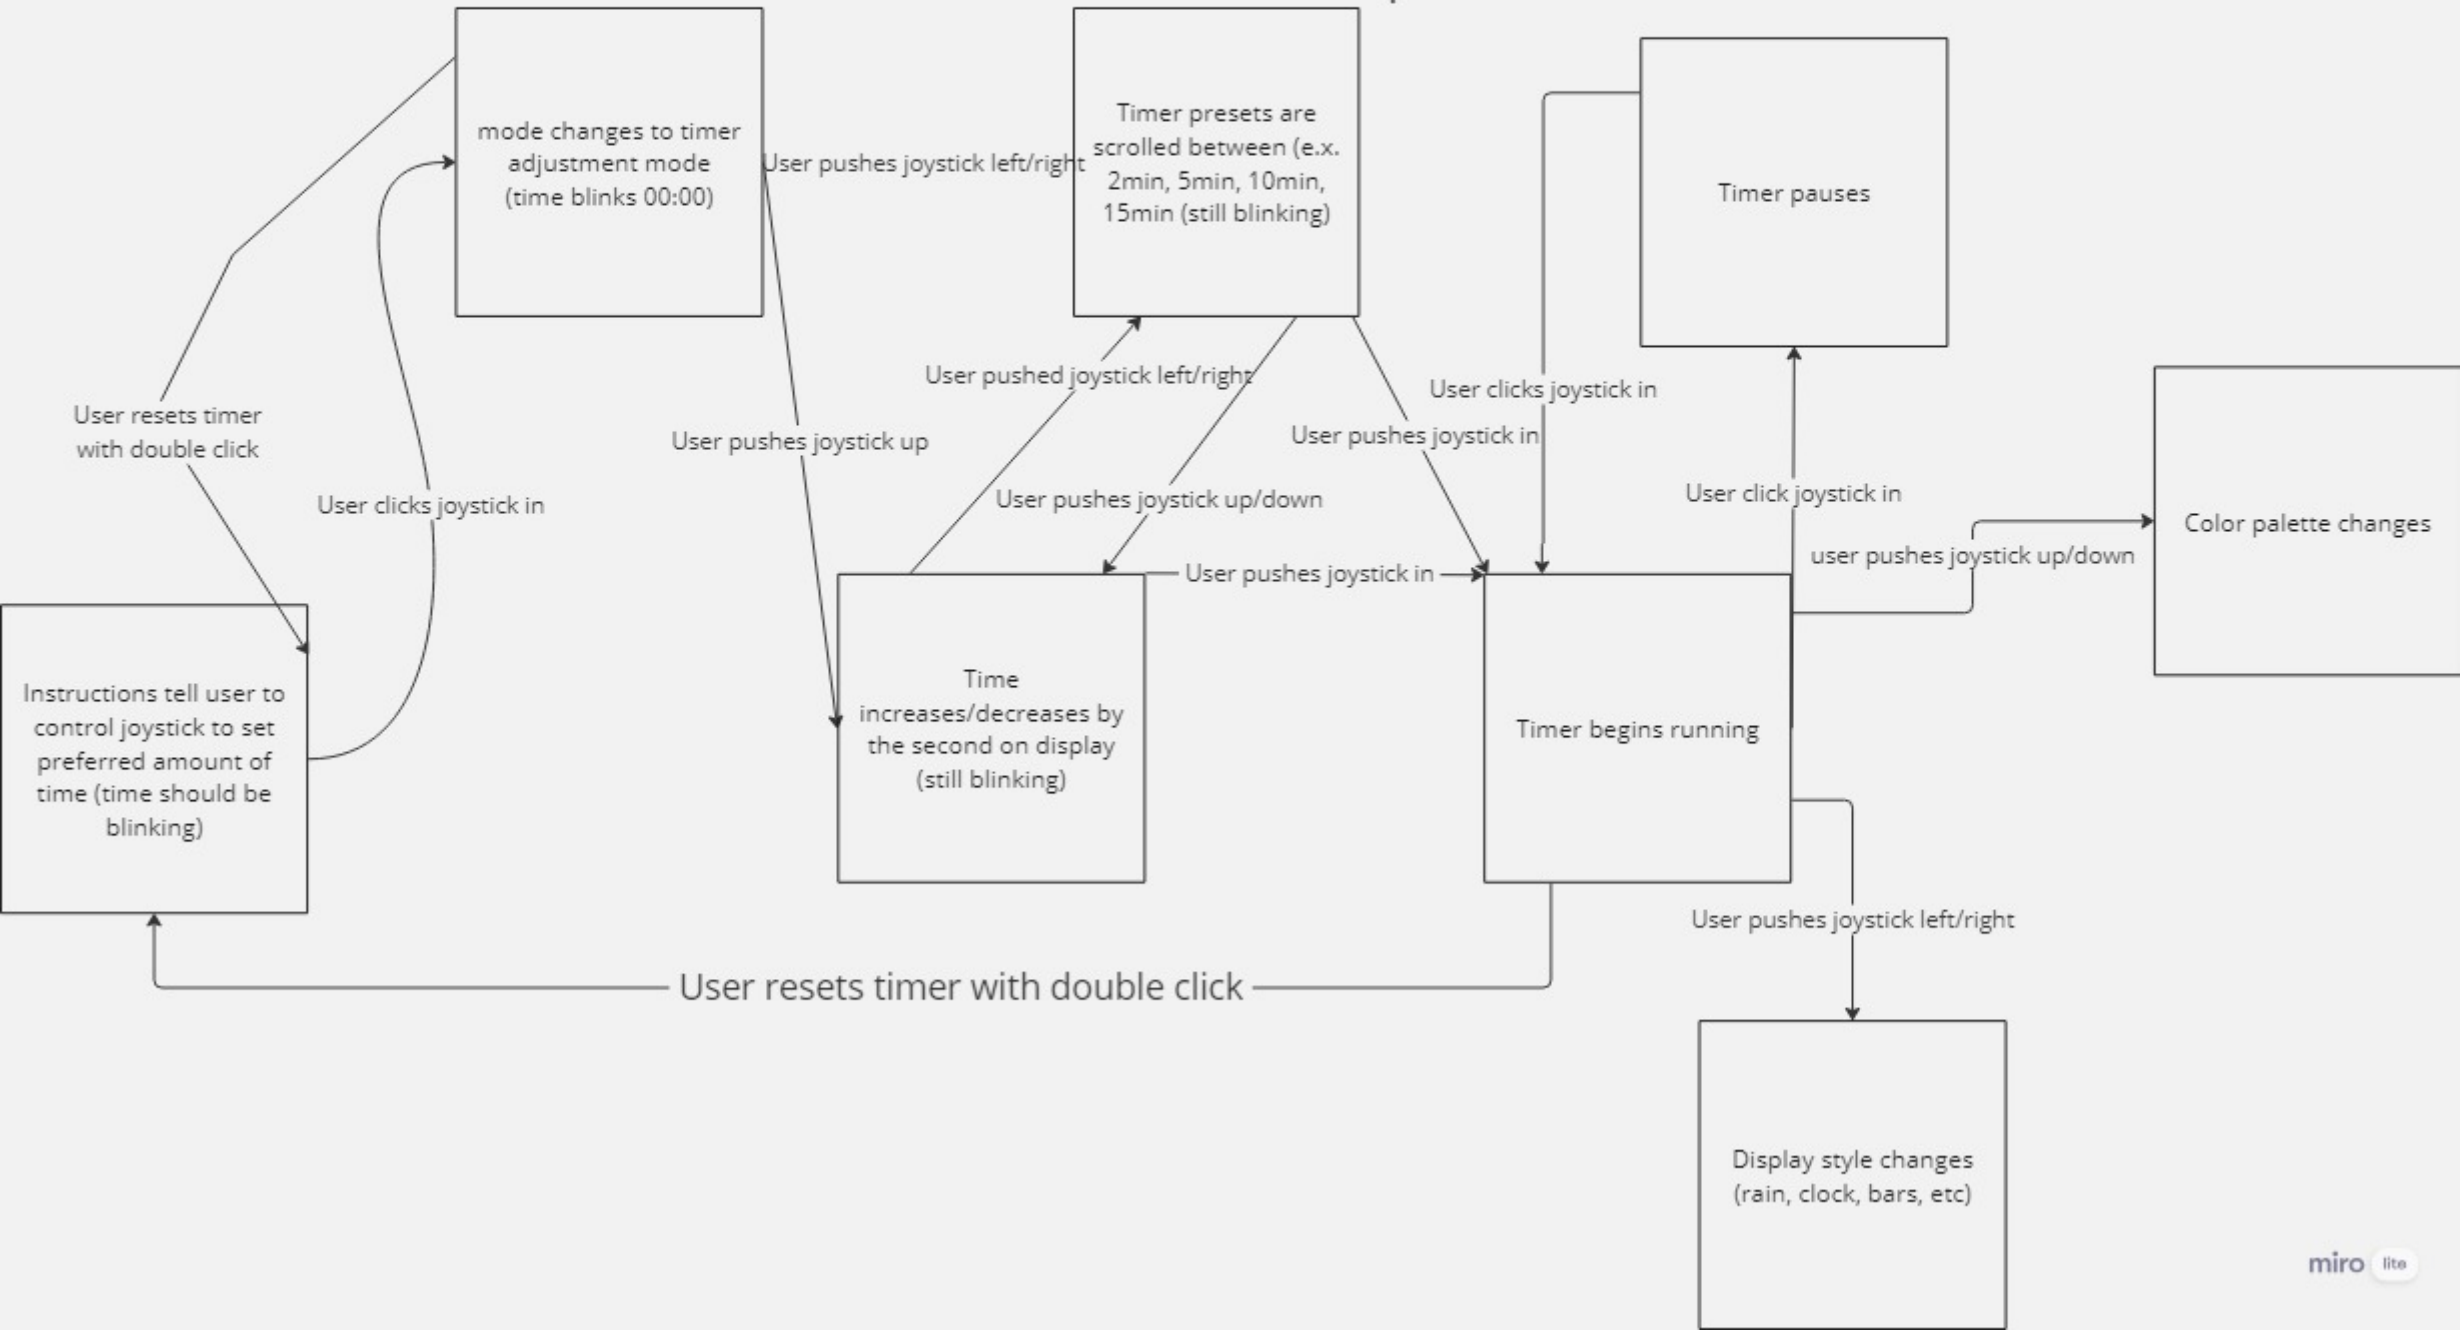 mode changes to timer
adjustment mode
(time blinks 00:00)
User pushes joystick left/right
Timer presets are
scrolled between (e.x.
2min, 5min, 10min,
15min (still blinking)
Timer pauses
User resets timer
with double click
User clicks joystick in
User pushes joystick up
User pushed joystick left/right
User pushes joystick up/down
User pushes joystick in
User clicks joystick in
User click joystick in
user pushes joystick up/down
Color palette changes
User pushes joystick in
Instructions tell user to
control joystick to set
preferred amount of
time (time should be
blinking)
Time
increases/decreases by
the second on display
(still blinking)
Timer begins running
User pushes joystick left/right
User resets timer with double click
Display style changes
(rain, clock, bars, etc)
miro lite